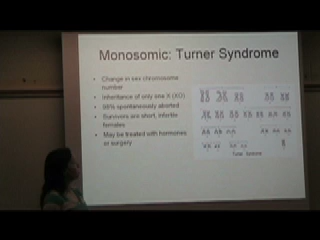 Monosomic: Turner Syndrome
Change in sex chromosome
number
Inheritance of only one X (XO)
98% spontaneously aborted
Survivors are short, infertile
females
May be treated with hormones
or surgery
Turner Syndrome